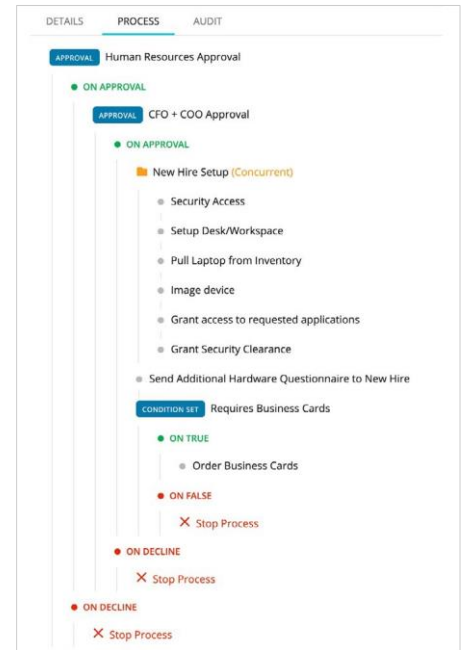 DETAILS PROCESS AUDIT
APPROVAL Human Resources Approval
ON APPROVAL
APPROVAL CFO + COO Approval
ON APPROVAL
New Hire Setup (Concurrent)
Security Access
Setup Desk/Workspace
Pull Laptop from Inventory
Image device
Grant access to requested applications
Grant Security Clearance
Send Additional Hardware Questionnaire to New Hire
CONDITION SET Requires Business Cards
ON TRUE
Order Business Cards
ON FALSE
Stop Process
ON DECLINE
Stop Process
ON DECLINE
Stop Process